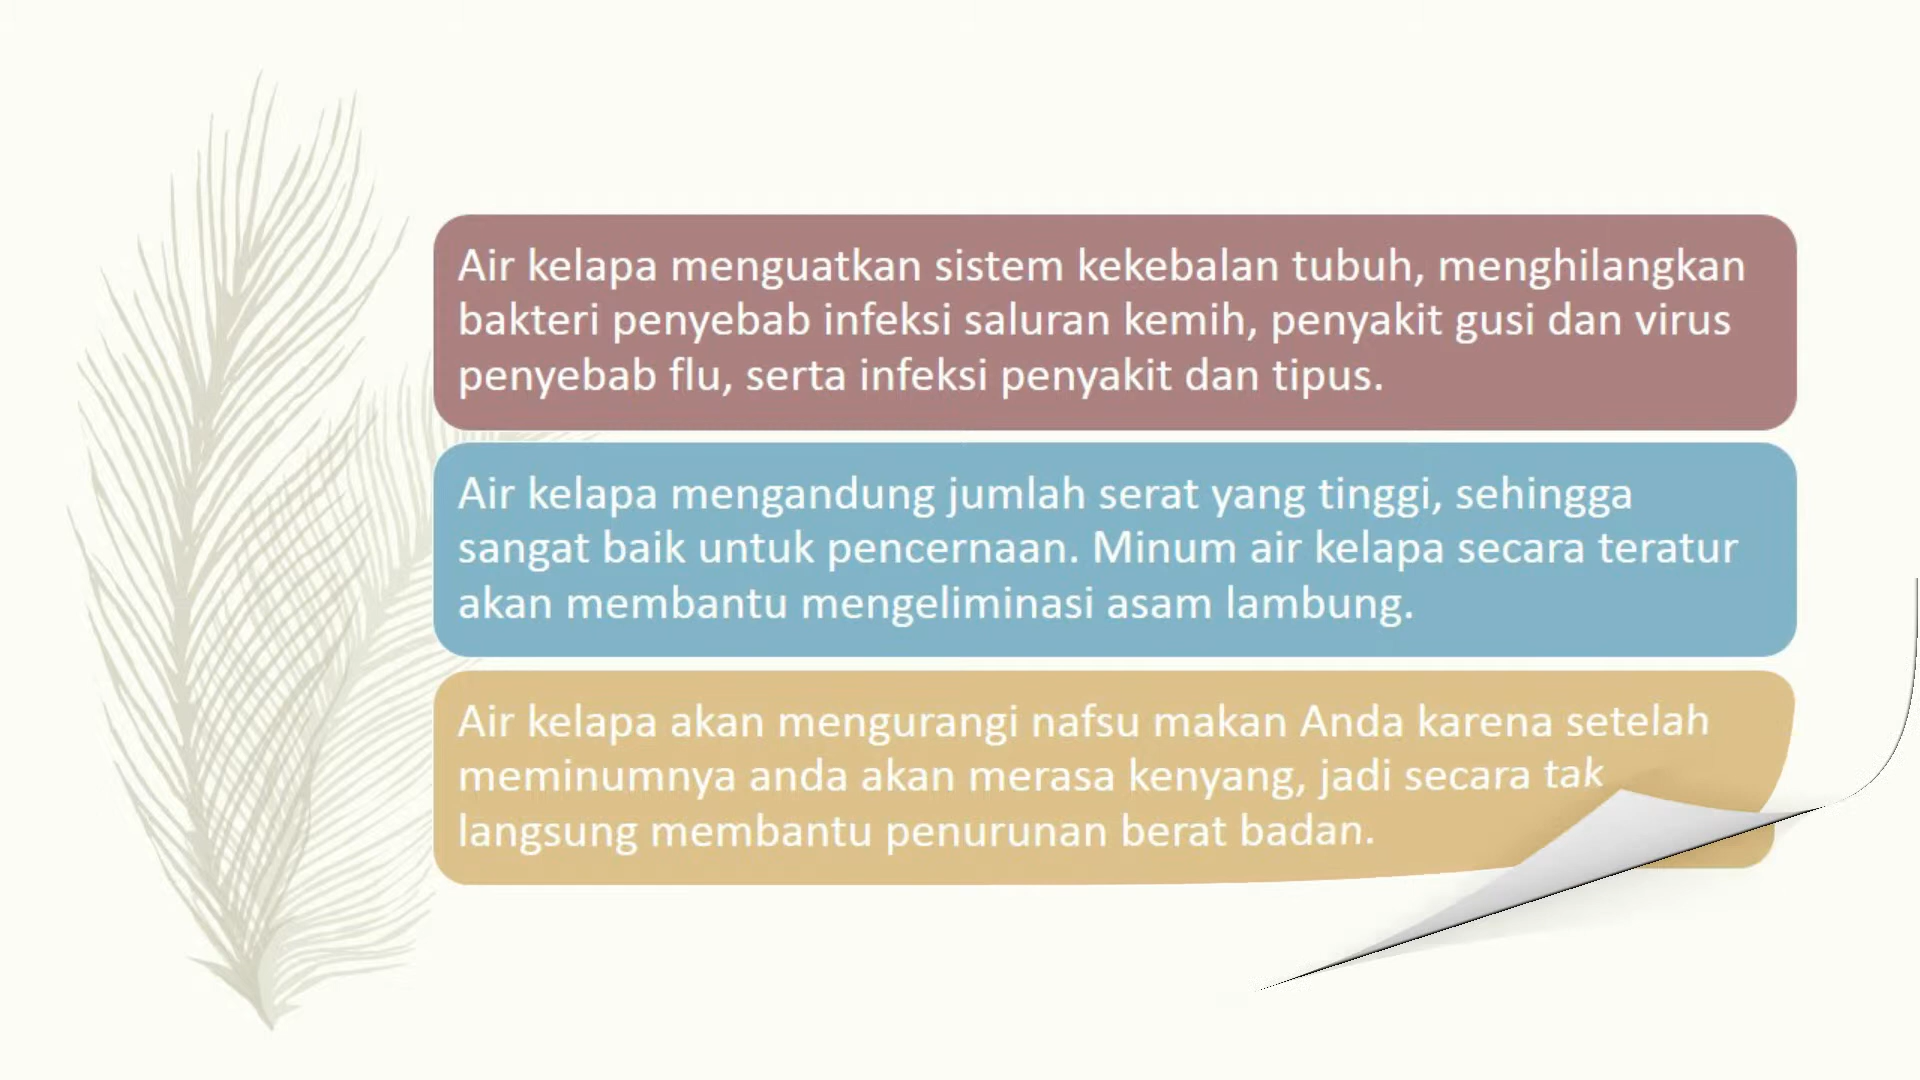 Air kelapa menguatkan sistem kekebalan tubuh, menghilangkan
bakteri penyebab infeksi saluran kemih, penyakit gusi dan virus
penyebab flu, serta infeksi penyakit dan tipus.
Air kelapa mengandung jumlah serat yang tinggi, sehingga
sangat baik untuk pencernaan. Minum air kelapa secara teratur
akan membantu mengeliminasi asam lambung.
Air kelapa akan mengurangi nafsu makan Anda karena setelah
meminumnya anda akan merasa kenyang, jadi secara tak
langsung membantu penurunan berat badan.